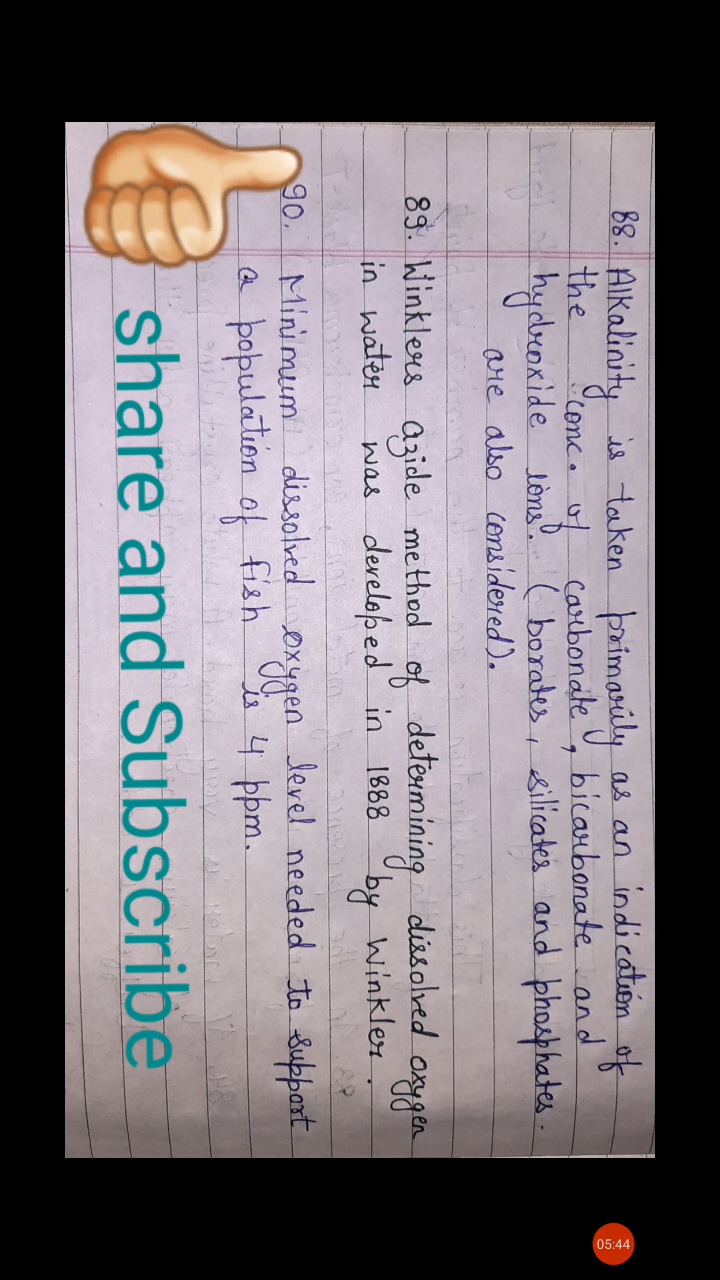 88. Alkalinity is taken primarily as an indication of
the conc. of carbonate, bicarbonate and
hydroxide ions. (borates, silicates and phosphates.
are also considered).
89. Winklers azide method of determining dissolved oxygen
in water was developed in 1888 by Winkler.
90. Minimum dissolved oxygen level needed to support
a population of fish is 4 ppm.
share and Subscribe
05:44